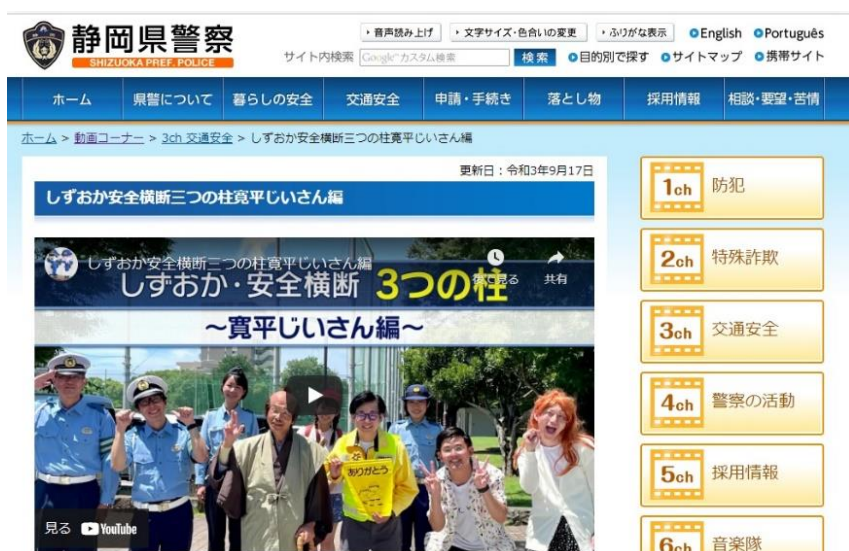 静岡県警察
SHIZUOKA PREF. POLICE
音声読み上げ 文字サイズ・色合いの変更 ふりがな表示 English Português
サイト内検索 Google カスタム検索 検索 目的別で探す サイトマップ 携帯サイト
ホーム 県警について 暮らしの安全 交通安全 申請・手続き 落とし物 採用情報 相談・要望・苦情
ホーム > 動画コーナー > 3ch 交通安全 > しずおか安全横断三つの柱寛平じいさん編
更新日：令和3年9月17日
しずおか安全横断三つの柱寛平じいさん編
しずおか安全横断三つの柱寛平じいさん編
後で見る 共有
しずおか・安全横断 3つの柱
～寛平じいさん編～
ありがとう
見る YouTube
1ch 防犯
2ch 特殊詐欺
3ch 交通安全
4ch 警察の活動
5ch 採用情報
6ch 音楽隊